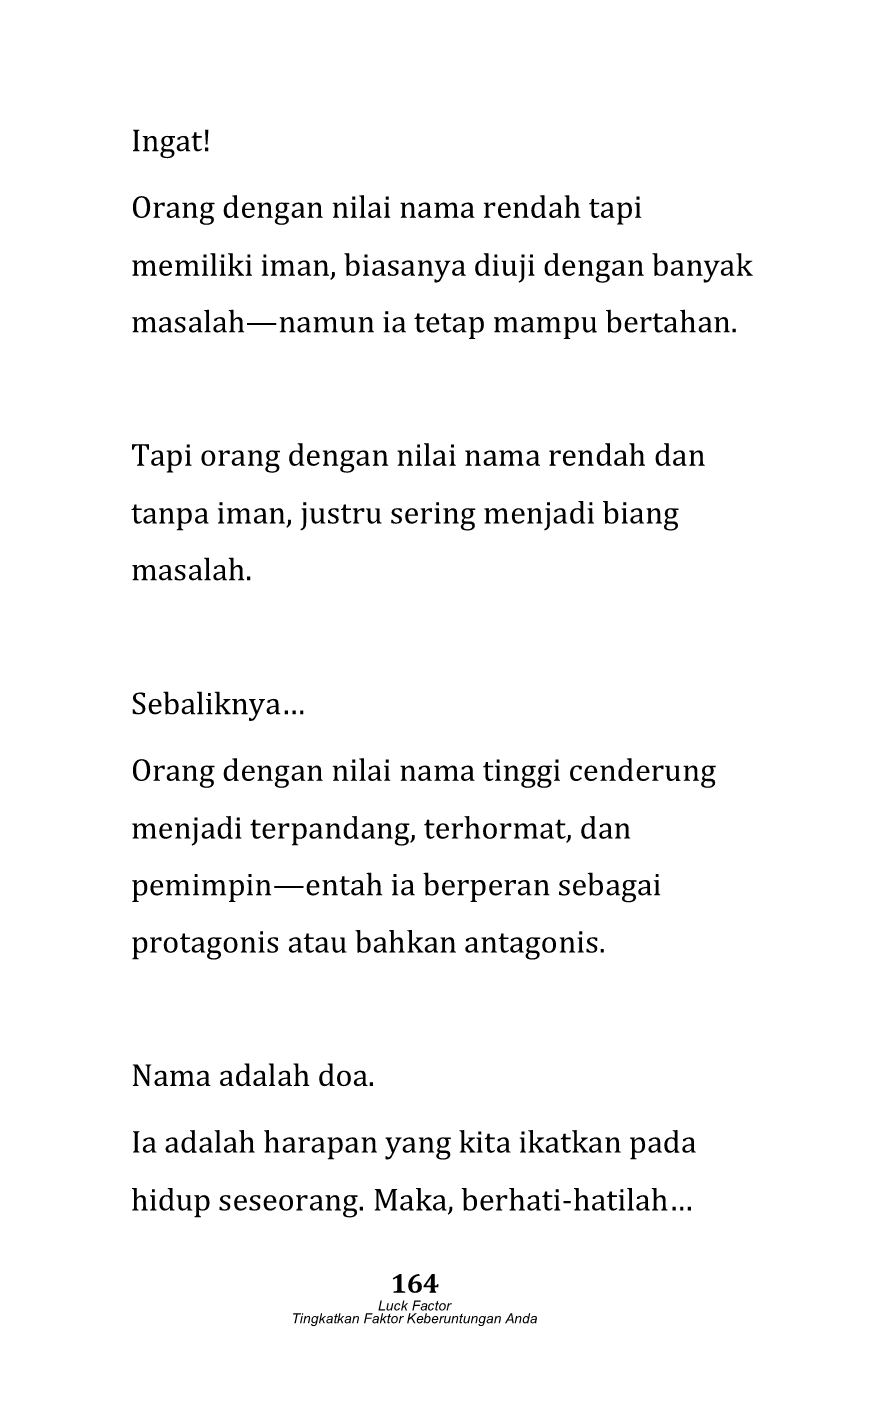 Ingat!
Orang dengan nilai nama rendah tapi
memiliki iman, biasanya diuji dengan banyak
masalah—namun ia tetap mampu bertahan.
Tapi orang dengan nilai nama rendah dan
tanpa iman, justru sering menjadi biang
masalah.
Sebaliknya…
Orang dengan nilai nama tinggi cenderung
menjadi terpandang, terhormat, dan
pemimpin—entah ia berperan sebagai
protagonis atau bahkan antagonis.
Nama adalah doa.
Ia adalah harapan yang kita ikatkan pada
hidup seseorang. Maka, berhati-hatilah…
164
Luck Factor
Tingkatkan Faktor Keberuntungan Anda